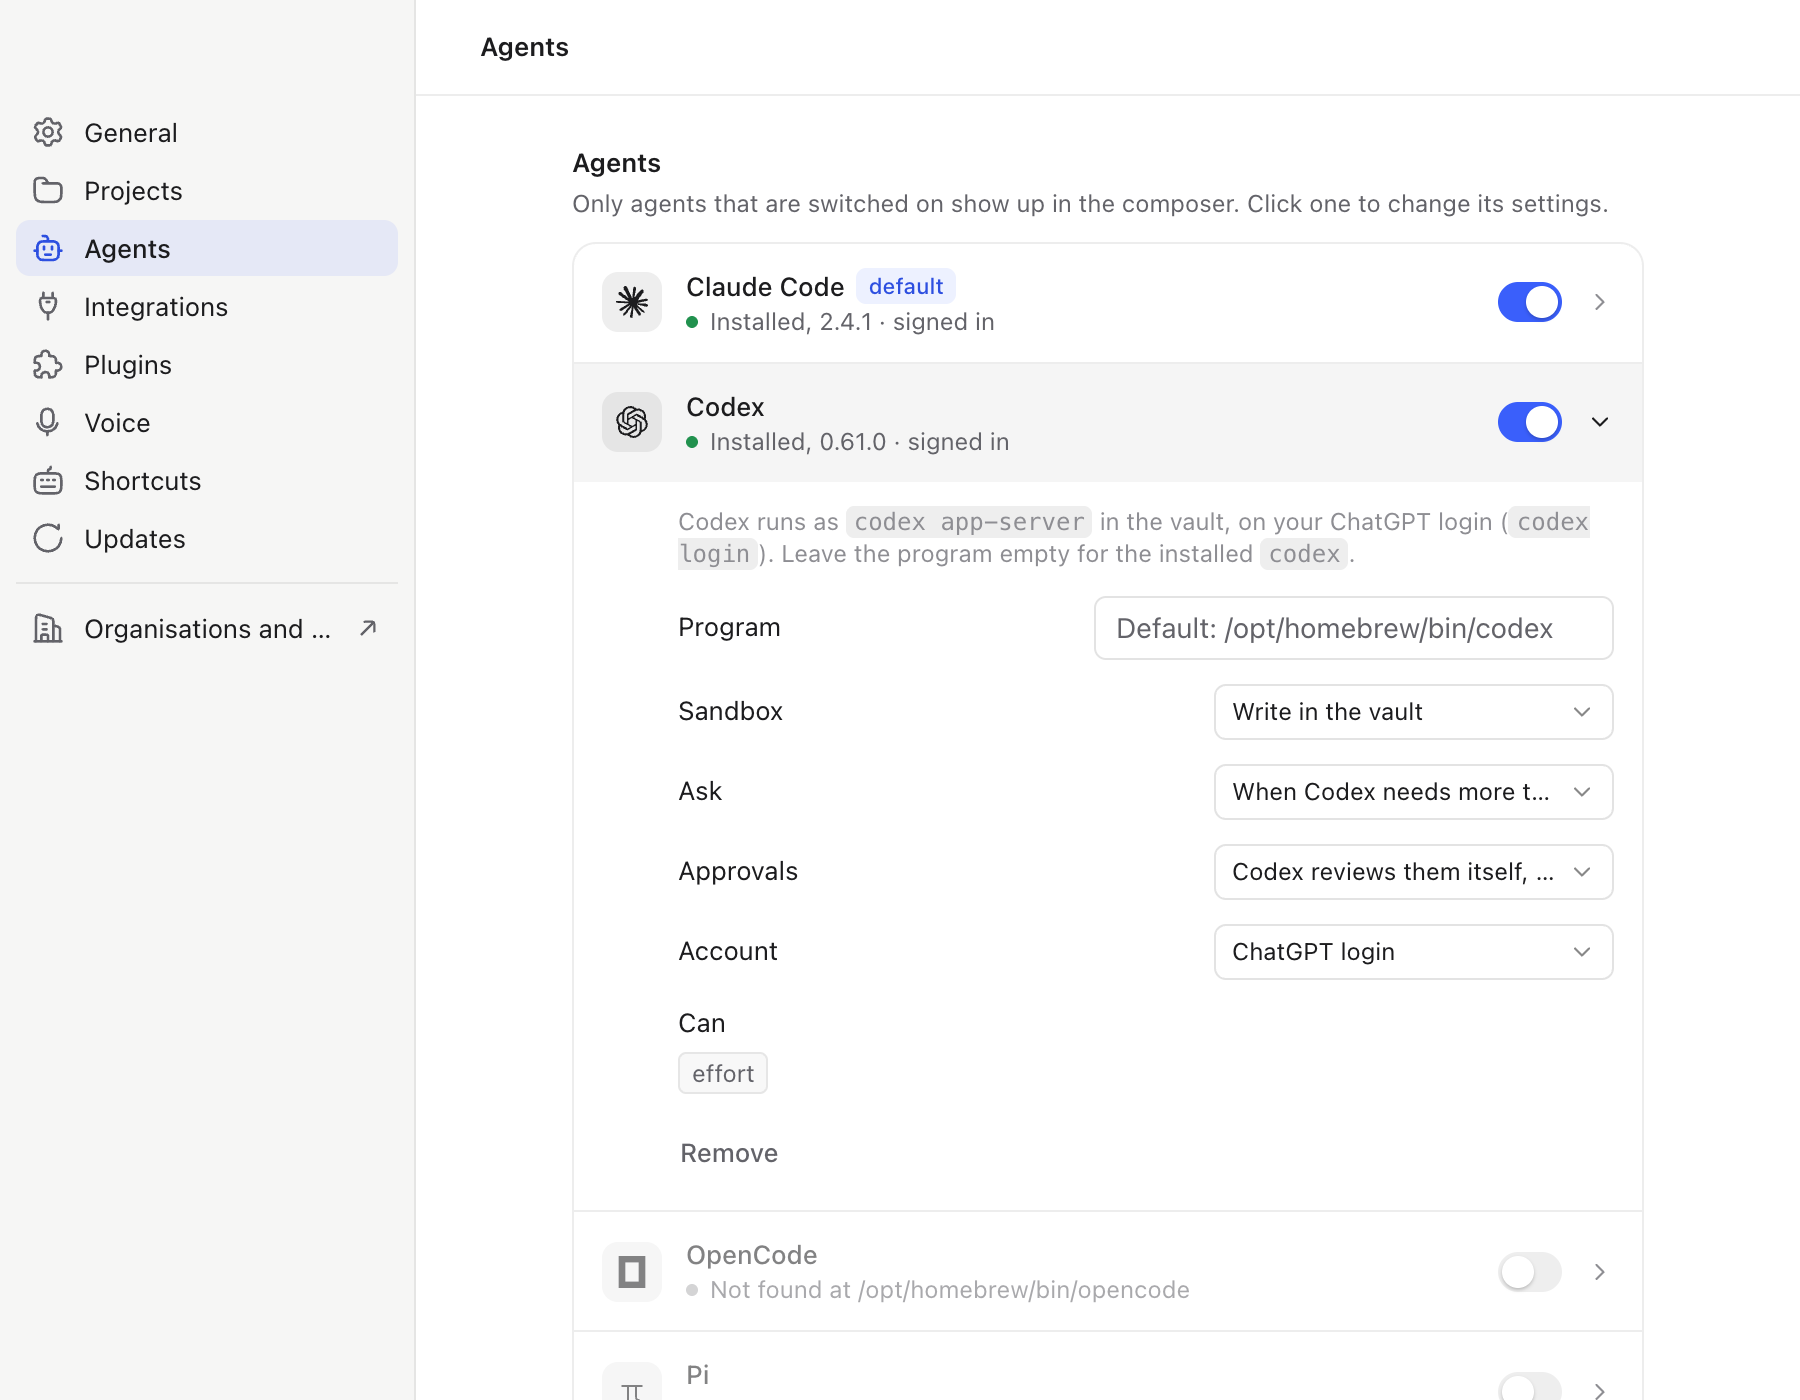 Agents
General
Projects
Agents
Integrations
Plugins
Voice
Shortcuts
Updates
Organisations and ...
Agents
Only agents that are switched on show up in the composer. Click one to change its settings.
Claude Code default
Installed, 2.4.1 · signed in
Codex
Installed, 0.61.0 · signed in
Codex runs as codex app-server in the vault, on your ChatGPT login (codex
login). Leave the program empty for the installed codex.
Program
Default: /opt/homebrew/bin/codex
Sandbox
Write in the vault
Ask
When Codex needs more t...
Approvals
Codex reviews them itself, ...
Account
ChatGPT login
Can
effort
Remove
OpenCode
Not found at /opt/homebrew/bin/opencode
Pi